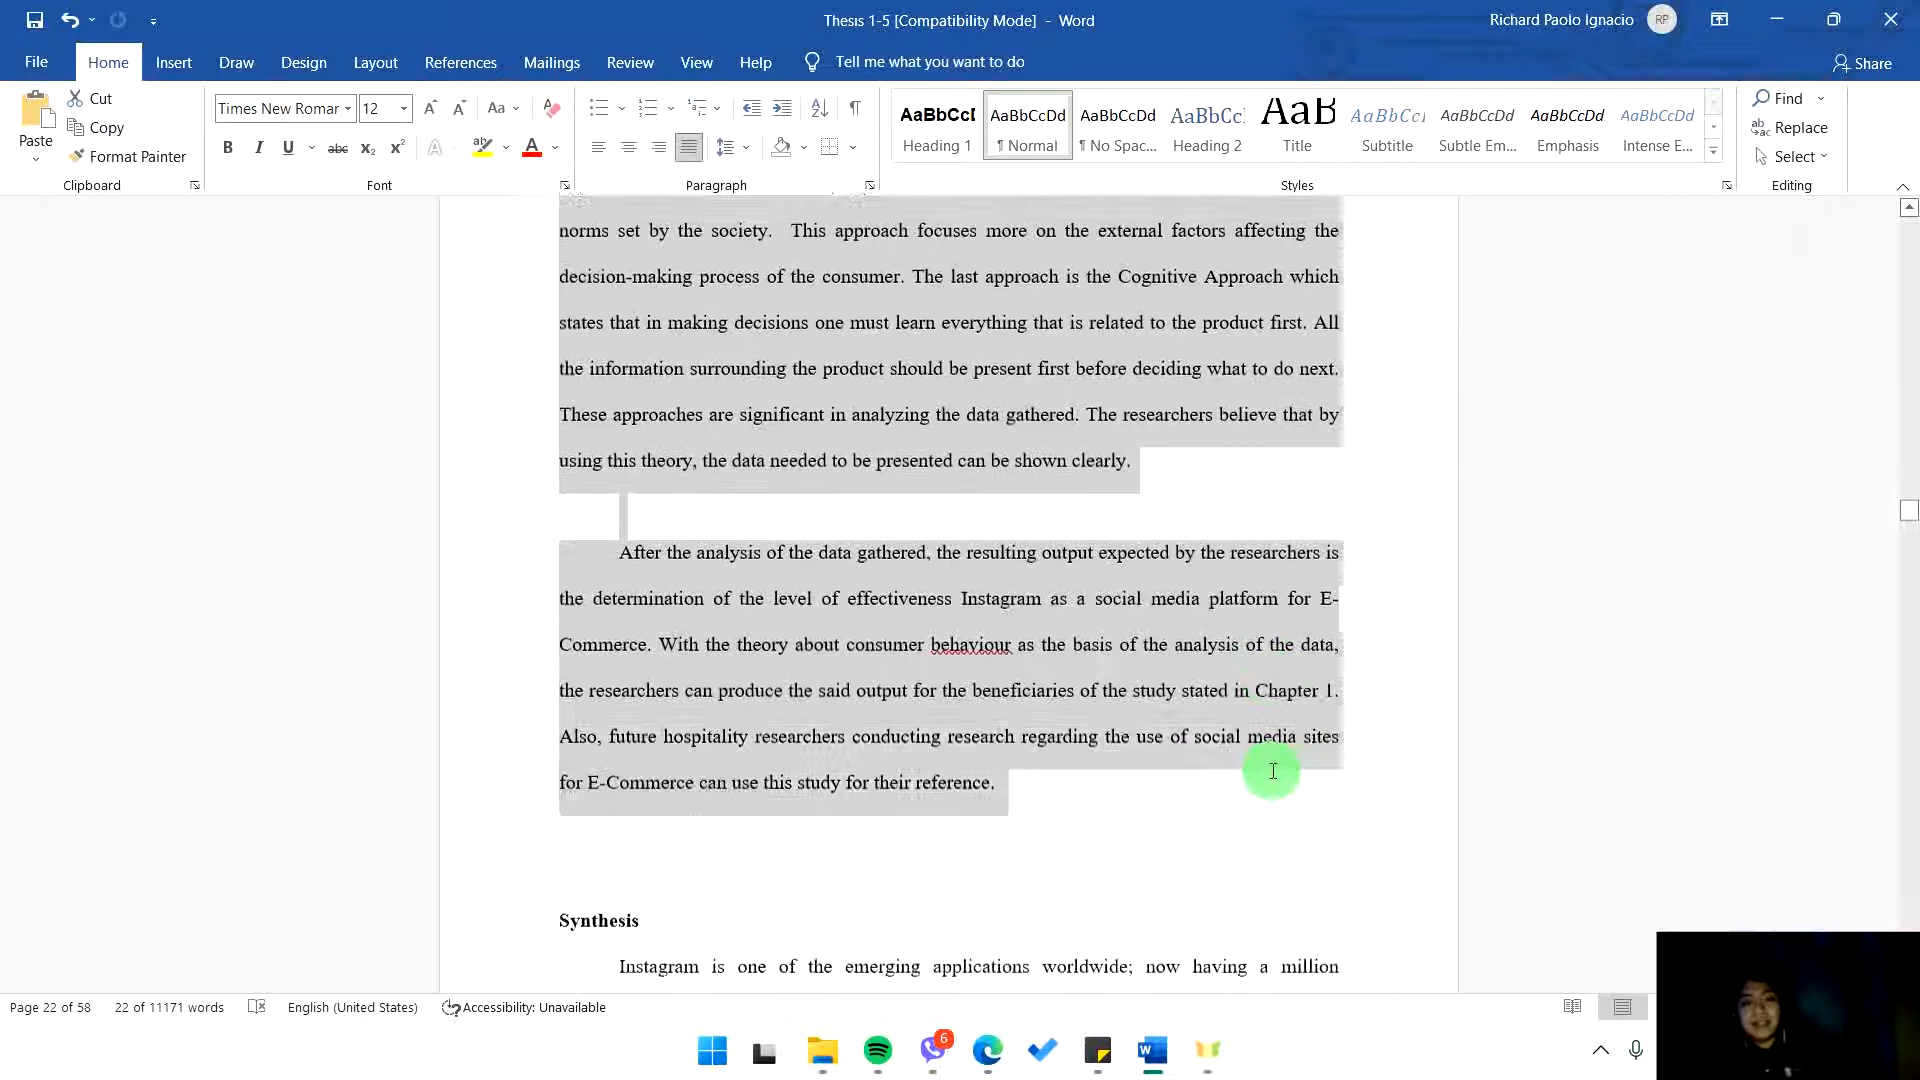 Thesis 1-5 [Compatibility Mode] - Word
Richard Paolo Ignacio
RP
File
Home
Insert
Draw
Design
Layout
References
Mailings
Review
View
Help
Tell me what you want to do
Share
Paste
Cut
Copy
Format Painter
Clipboard
Times New Romar
12
Font
Paragraph
AaBbCcI
Heading 1
AaBbCcDd
¶ Normal
AaBbCcDd
¶ No Spac...
AaBbCc
Heading 2
AaB
Title
AaBbCc
Subtitle
AaBbCcDd
Subtle Em...
AaBbCcDd
Emphasis
AaBbCcDd
Intense E...
Styles
Find
Replace
Select
Editing
norms set by the society. This approach focuses more on the external factors affecting the
decision-making process of the consumer. The last approach is the Cognitive Approach which
states that in making decisions one must learn everything that is related to the product first. All
the information surrounding the product should be present first before deciding what to do next.
These approaches are significant in analyzing the data gathered. The researchers believe that by
using this theory, the data needed to be presented can be shown clearly.
After the analysis of the data gathered, the resulting output expected by the researchers is
the determination of the level of effectiveness Instagram as a social media platform for E-
Commerce. With the theory about consumer behaviour as the basis of the analysis of the data,
the researchers can produce the said output for the beneficiaries of the study stated in Chapter 1.
Also, future hospitality researchers conducting research regarding the use of social media sites
for E-Commerce can use this study for their reference.
Synthesis
Instagram is one of the emerging applications worldwide; now having a million
Page 22 of 58
22 of 11171 words
English (United States)
Accessibility: Unavailable
6